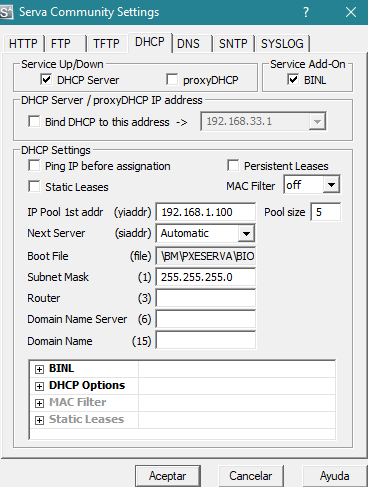 Serva Community Settings
HTTP FTP TFTP DHCP DNS SNTP SYSLOG
Service Up/Down Service Add-On
DHCP Server proxyDHCP BINL
DHCP Server / proxyDHCP IP address
Bind DHCP to this address -> 192.168.33.1
DHCP Settings
Ping IP before assignation Persistent Leases
Static Leases MAC Filter off
IP Pool 1st addr (yiaddr) 192.168.1.100 Pool size 5
Next Server (siaddr) Automatic
Boot File (file) \BM\PXESERVA\BIO
Subnet Mask (1) 255.255.255.0
Router (3)
Domain Name Server (6)
Domain Name (15)
BINL
DHCP Options
MAC Filter
Static Leases
Aceptar Cancelar Ayuda